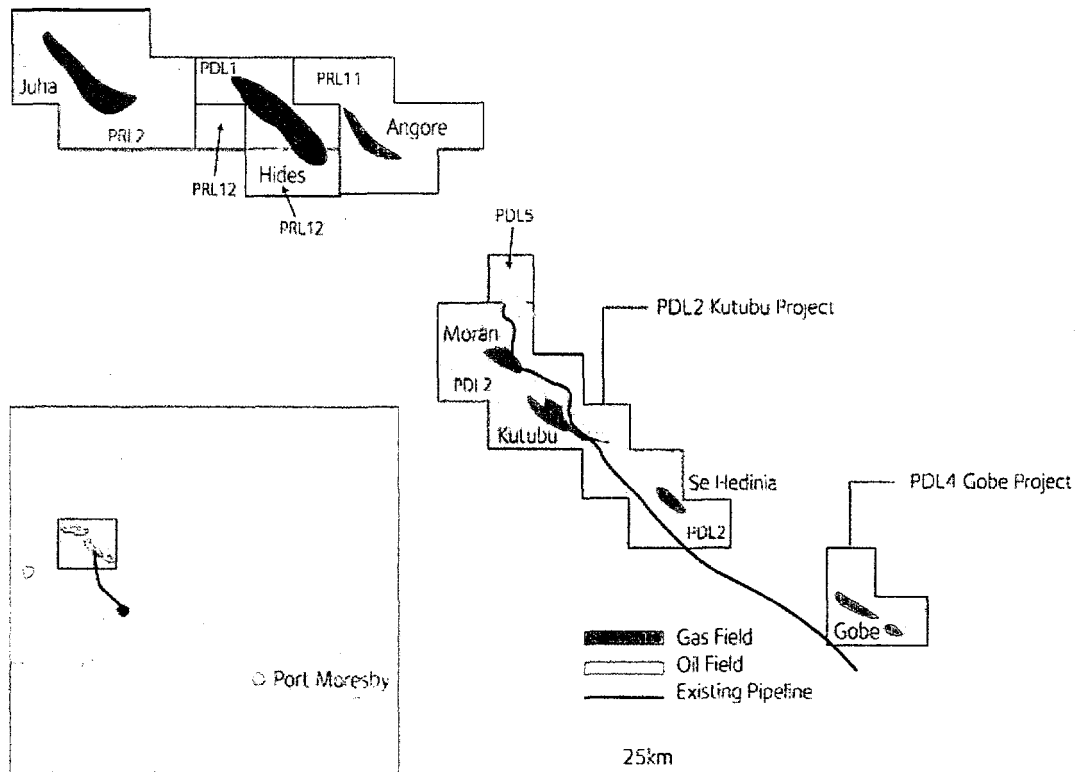 PDL1
PRL11
Juha
Angore
PRL2
Hides
PRL12
PRL12
PDL5
PDL2 Kutubu Project
Moran
PDL2
Kutubu
Se Hedinia
PDL4 Gobe Project
PDL2
Gobe
Gas Field
Oil Field
Existing Pipeline
Port Moresby
25km